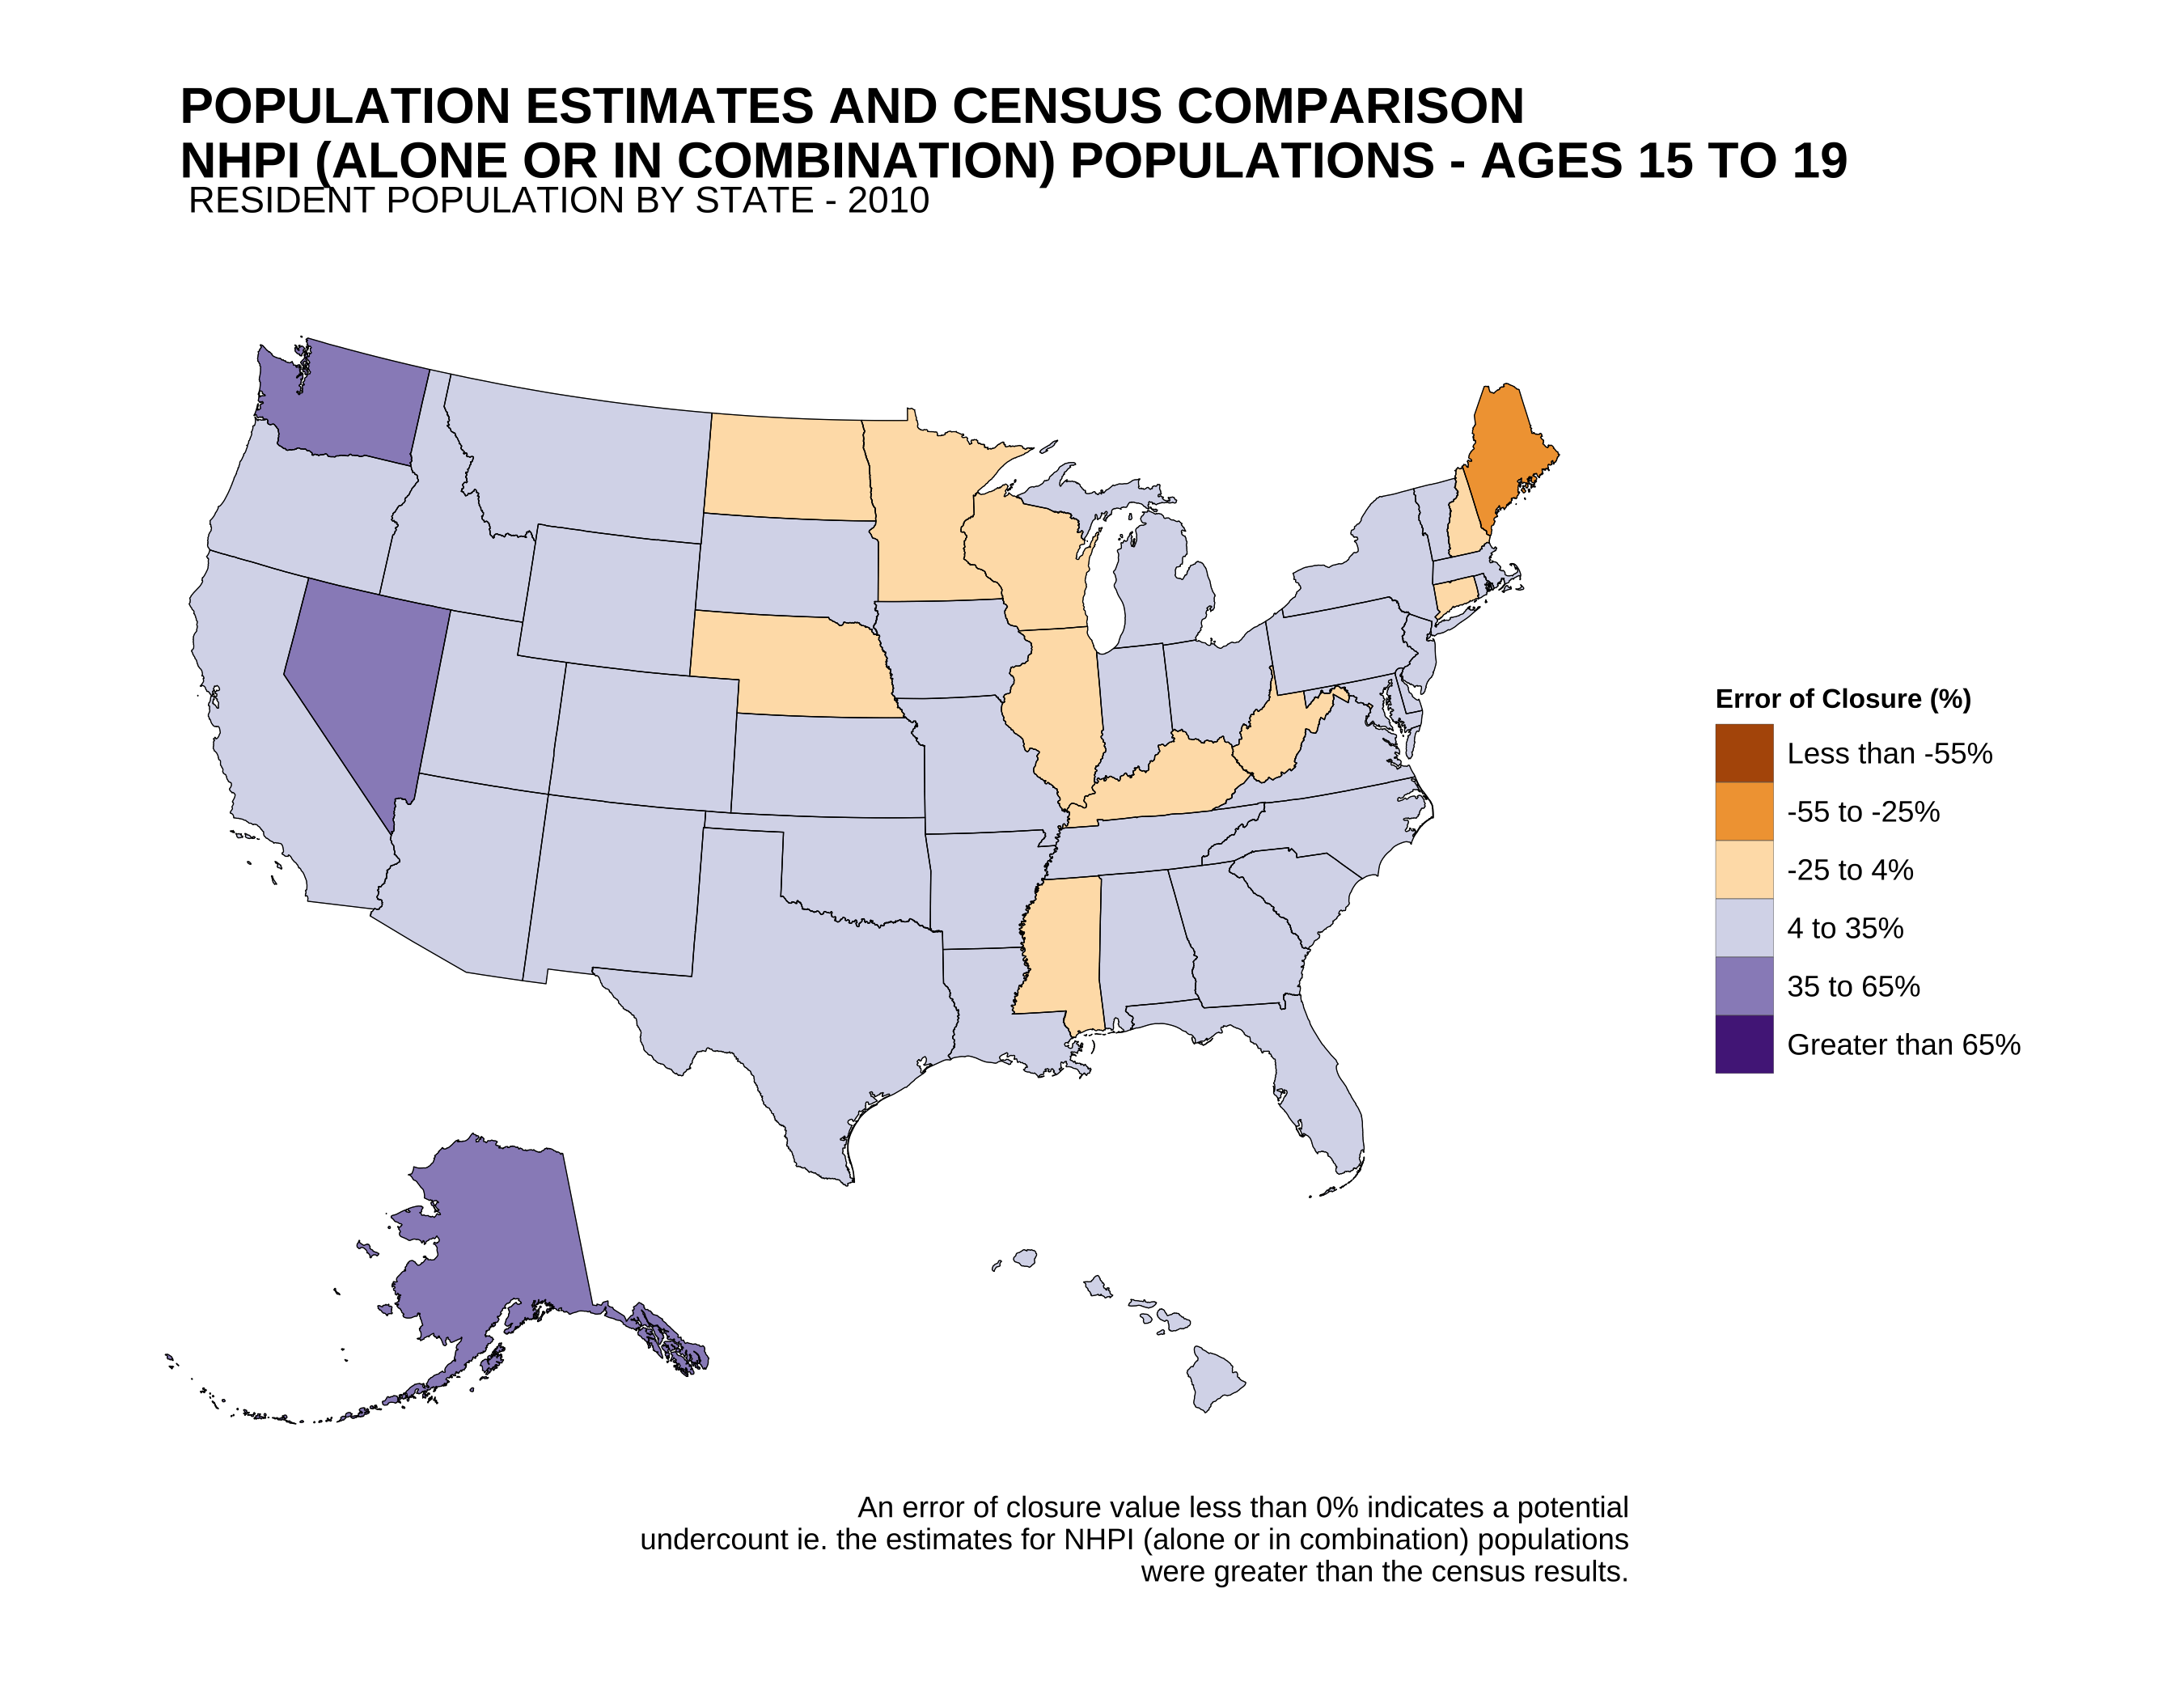 POPULATION ESTIMATES AND CENSUS COMPARISON
NHPI (ALONE OR IN COMBINATION) POPULATIONS - AGES 15 TO 19
RESIDENT POPULATION BY STATE - 2010
Error of Closure (%)
Less than -55%
-55 to -25%
-25 to 4%
4 to 35%
35 to 65%
Greater than 65%
An error of closure value less than 0% indicates a potential
undercount ie. the estimates for NHPI (alone or in combination) populations
were greater than the census results.